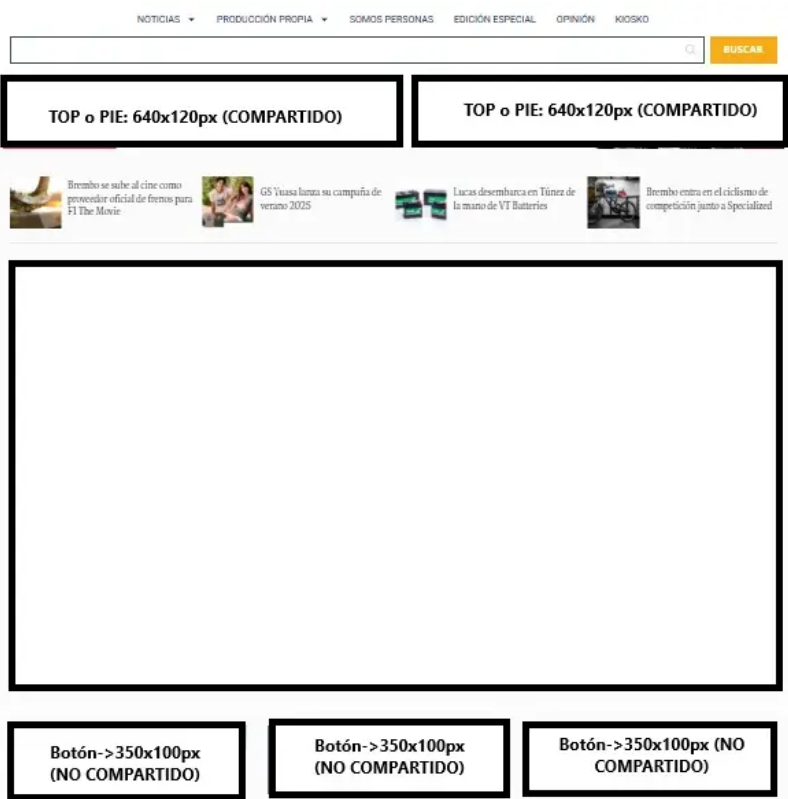 NOTICIAS PRODUCCIÓN PROPIA SOMOS PERSONAS EDICIÓN ESPECIAL OPINIÓN KIOSKO
BUSCAR
TOP o PIE: 640x120px (COMPARTIDO)
TOP o PIE: 640x120px (COMPARTIDO)
Brembo se sube al cine como
proveedor oficial de frenos para
F1 The Movie
GS Yuasa lanza su campaña de
verano 2025
Lucas desembarca en Túnez de
la mano de VT Batteries
Brembo entra en el ciclismo de
competición junto a Specialized
Botón->350x100px
(NO COMPARTIDO)
Botón->350x100px
(NO COMPARTIDO)
Botón->350x100px (NO
COMPARTIDO)